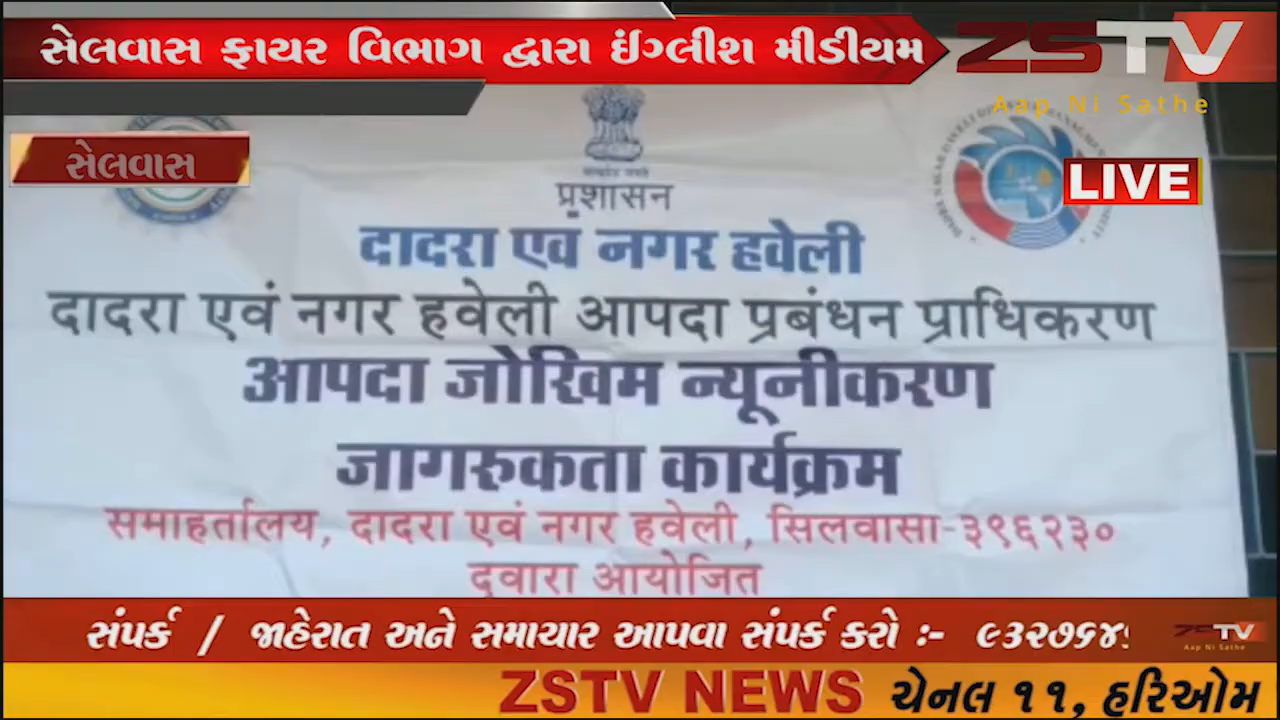 સેલવાસ ફાયર વિભાગ દ્વારા ઈંગ્લીશ મીડીયમ
ZSTV
Aap Ni Sathe
સેલવાસ
LIVE
प्रशासन
दादरा एवं नगर हवेली
दादरा एवं नगर हवेली आपदा प्रबंधन प्राधिकरण
आपदा जोखिम न्यूनीकरण
जागरुकता कार्यक्रम
समाहर्तालय, दादरा एवं नगर हवेली, सिलवासा-३९६२३०
दवारा आयोजित
સંપર્ક / જાહેરાત અને સમાચાર આપવા સંપર્ક કરો :- ૯૩૨૭૬૪
ZSTV
Aap Ni Sathe
ZSTV NEWS ચેનલ ૧૧, હરિઓમ